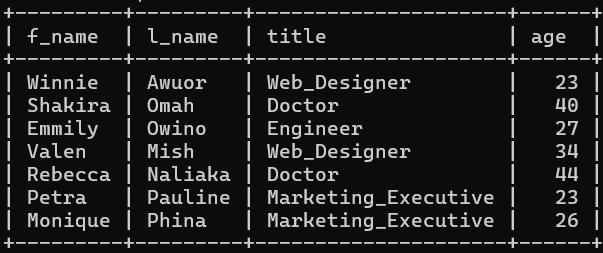 | f_name | l_name | title | age |
| Winnie | Awuor | Web_Designer | 23 |
| Shakira | Omah | Doctor | 40 |
| Emmily | Owino | Engineer | 27 |
| Valen | Mish | Web_Designer | 34 |
| Rebecca | Naliaka | Doctor | 44 |
| Petra | Pauline | Marketing_Executive | 23 |
| Monique | Phina | Marketing_Executive | 26 |